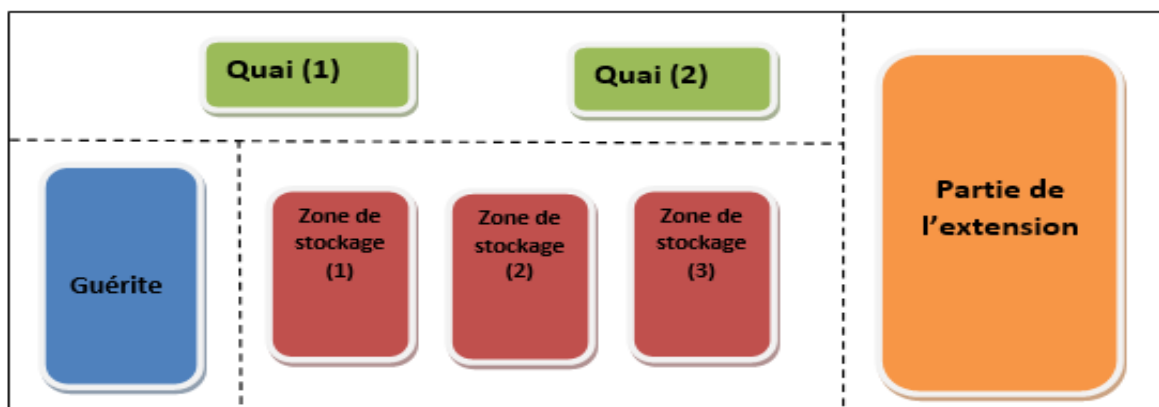 Quai (1)
Quai (2)
Guérite
Zone de
stockage
(1)
Zone de
stockage
(2)
Zone de
stockage
(3)
Partie de
l’extension